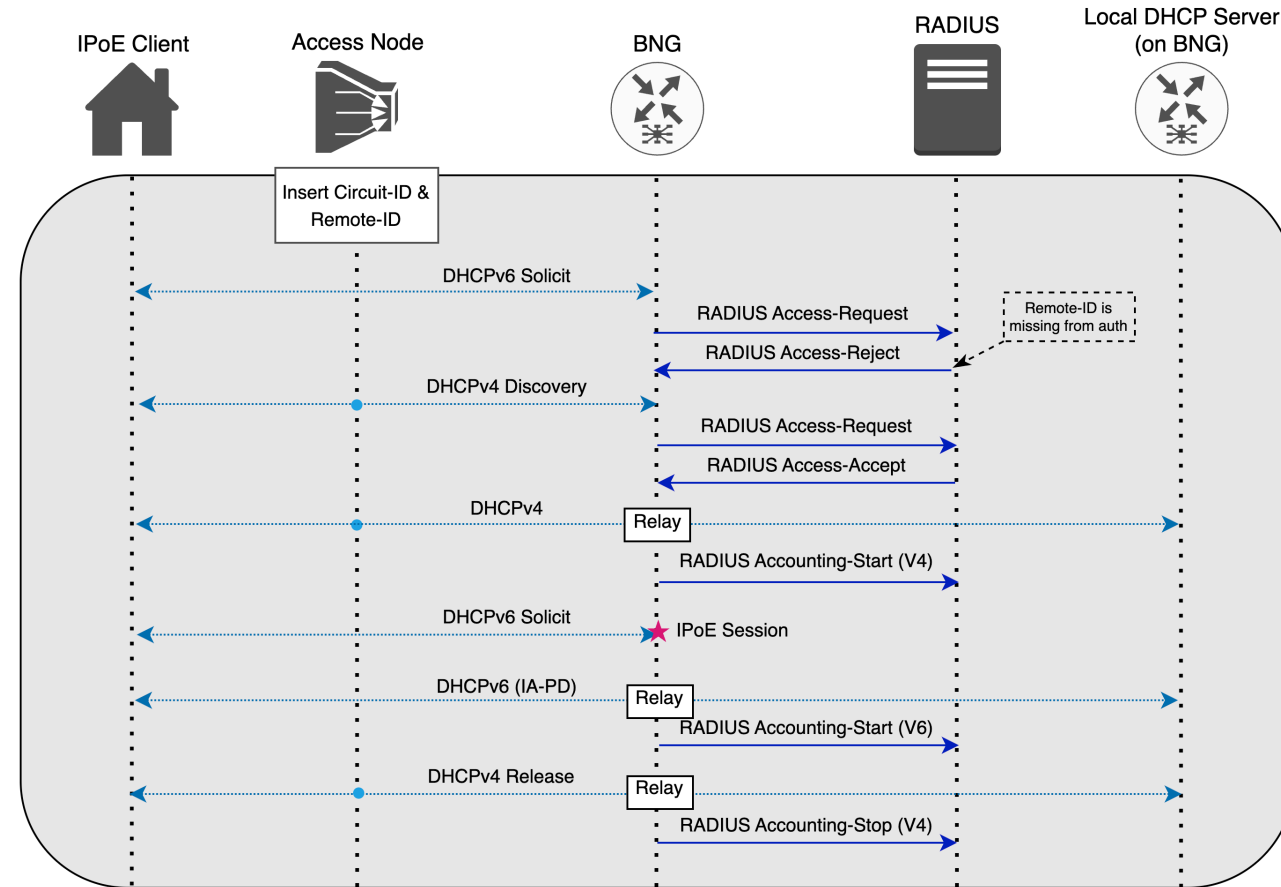 IPoE Client
Access Node
BNG
RADIUS
Local DHCP Server
(on BNG)
Insert Circuit-ID &
Remote-ID
DHCPv6 Solicit
RADIUS Access-Request
Remote-ID is
missing from auth
RADIUS Access-Reject
DHCPv4 Discovery
RADIUS Access-Request
RADIUS Access-Accept
DHCPv4
Relay
RADIUS Accounting-Start (V4)
DHCPv6 Solicit
IPoE Session
DHCPv6 (IA-PD)
Relay
RADIUS Accounting-Start (V6)
DHCPv4 Release
Relay
RADIUS Accounting-Stop (V4)